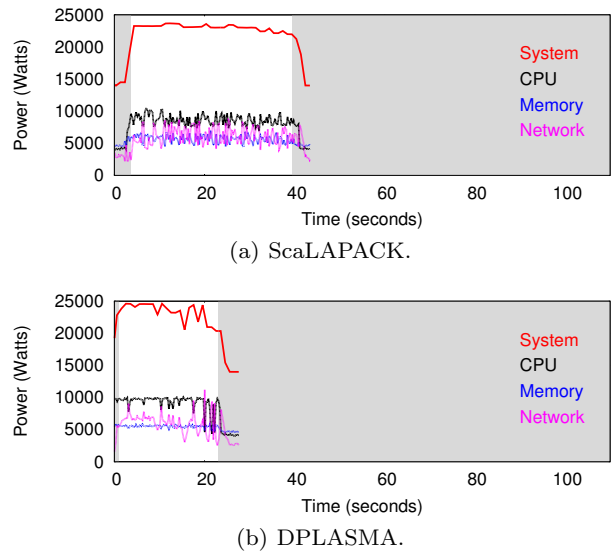 25000
20000
15000
10000
5000
0
Power (Watts)
System
CPU
Memory
Network
0 20 40 60 80 100
Time (seconds)
(a) ScaLAPACK.
25000
20000
15000
10000
5000
0
Power (Watts)
System
CPU
Memory
Network
0 20 40 60 80 100
Time (seconds)
(b) DPLASMA.